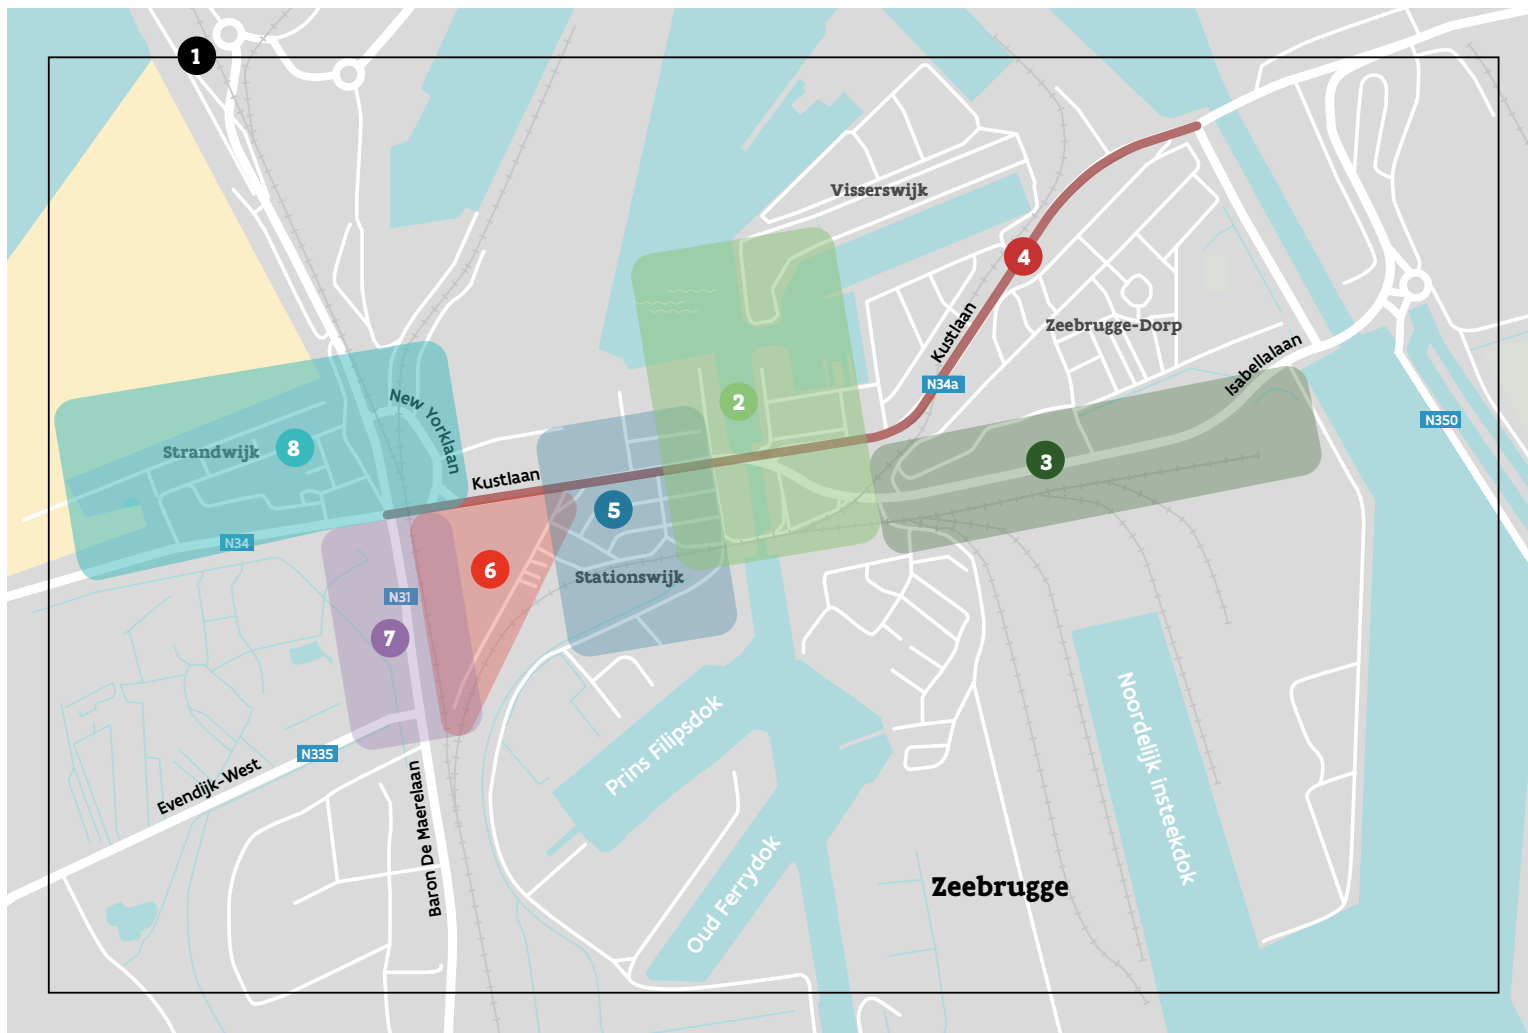 1
Visserswijk
4
Kustlaan
Zeebrugge-Dorp
Isabellalaan
N34a
N350
2
New Yorklaan
8
Strandwijk
Kustlaan
3
5
N34
6
Stationswijk
N31
7
N335
Evendijk-West
Baron De Maerelaan
Prins Filipsdok
Noordelijk insteekdok
Oud Ferrydok
Zeebrugge